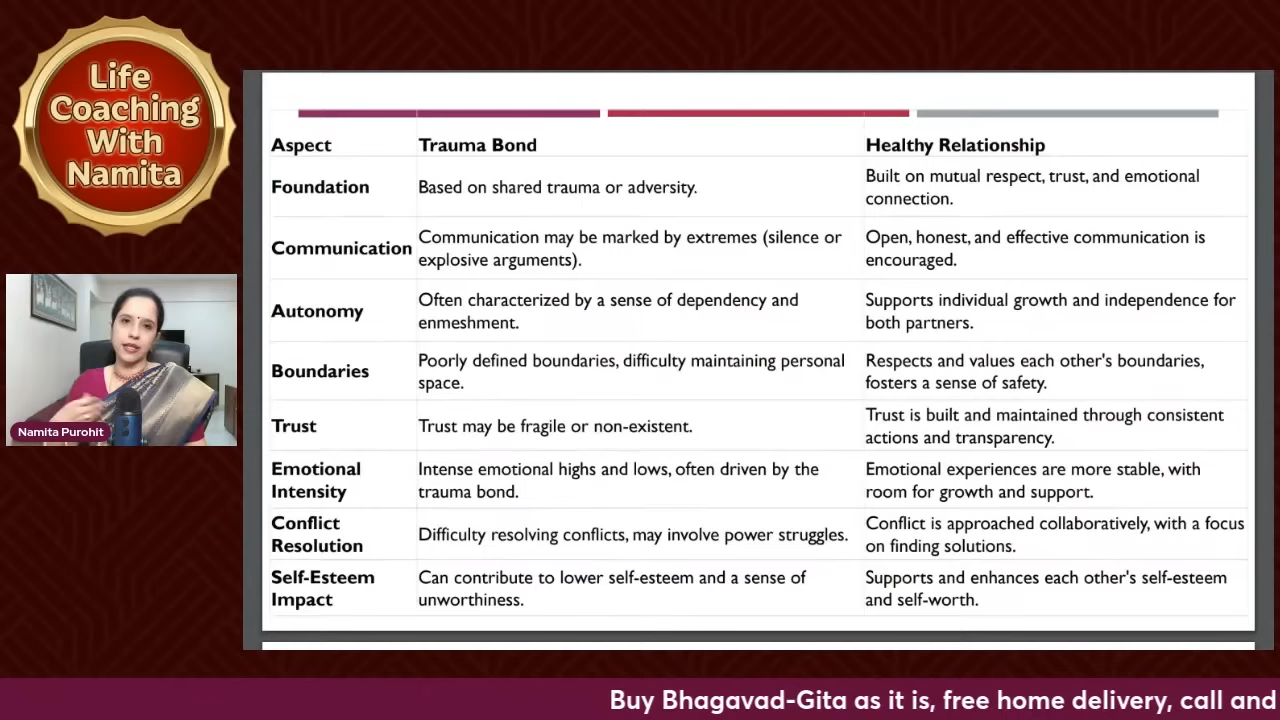 Life
Coaching
With
Namita
Namita Purohit
Aspect Trauma Bond Healthy Relationship
Foundation Based on shared trauma or adversity. Built on mutual respect, trust, and emotional
connection.
Communication Communication may be marked by extremes (silence or Open, honest, and effective communication is
explosive arguments). encouraged.
Autonomy Often characterized by a sense of dependency and Supports individual growth and independence for
enmeshment. both partners.
Boundaries Poorly defined boundaries, difficulty maintaining personal Respects and values each other's boundaries,
space. fosters a sense of safety.
Trust Trust may be fragile or non-existent. Trust is built and maintained through consistent
actions and transparency.
Emotional Intense emotional highs and lows, often driven by the Emotional experiences are more stable, with
Intensity trauma bond. room for growth and support.
Conflict Difficulty resolving conflicts, may involve power struggles. Conflict is approached collaboratively, with a focus
Resolution on finding solutions.
Self-Esteem Can contribute to lower self-esteem and a sense of Supports and enhances each other's self-esteem
Impact unworthiness. and self-worth.
Buy Bhagavad-Gita as it is, free home delivery, call and